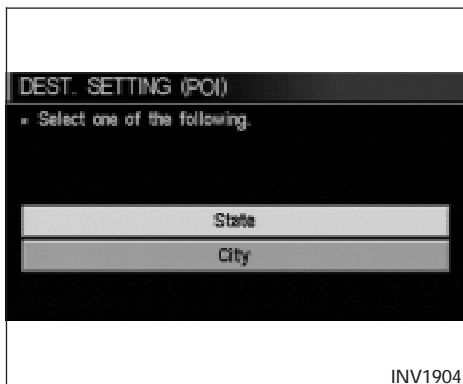 DEST. SETTING (POI)
▪ Select one of the following.
State
City
INV1904